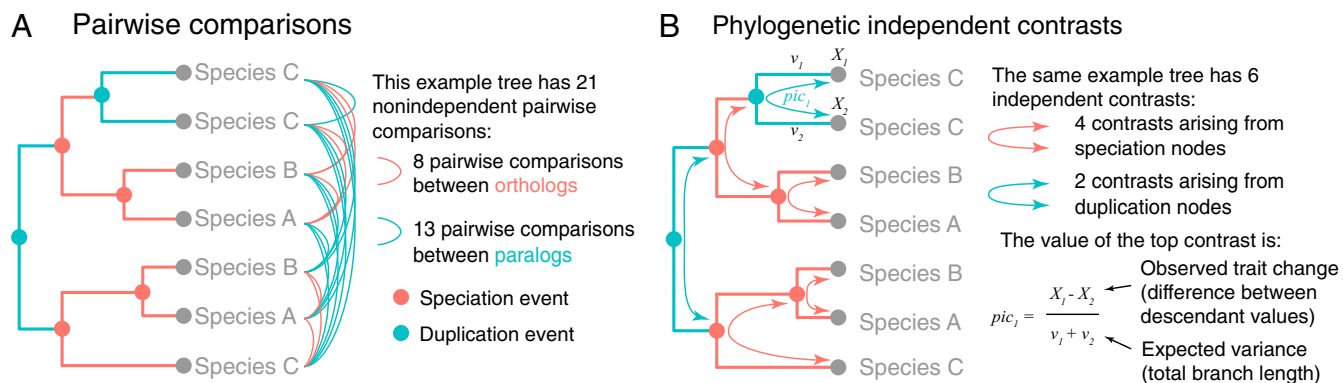 A Pairwise comparisons
Species C
Species C
Species B
Species A
Species B
Species A
Species C
This example tree has 21
nonindependent pairwise
comparisons:
8 pairwise comparisons
between orthologs
13 pairwise comparisons
between paralogs
Speciation event
Duplication event
B Phylogenetic independent contrasts
v1
X1
pic1
X2
v2
Species C
Species C
Species B
Species A
Species B
Species A
Species C
The same example tree has 6
independent contrasts:
4 contrasts arising from
speciation nodes
2 contrasts arising from
duplication nodes
The value of the top contrast is:
pic1 =
X1 - X2
v1 + v2
Observed trait change
(difference between
descendant values)
Expected variance
(total branch length)